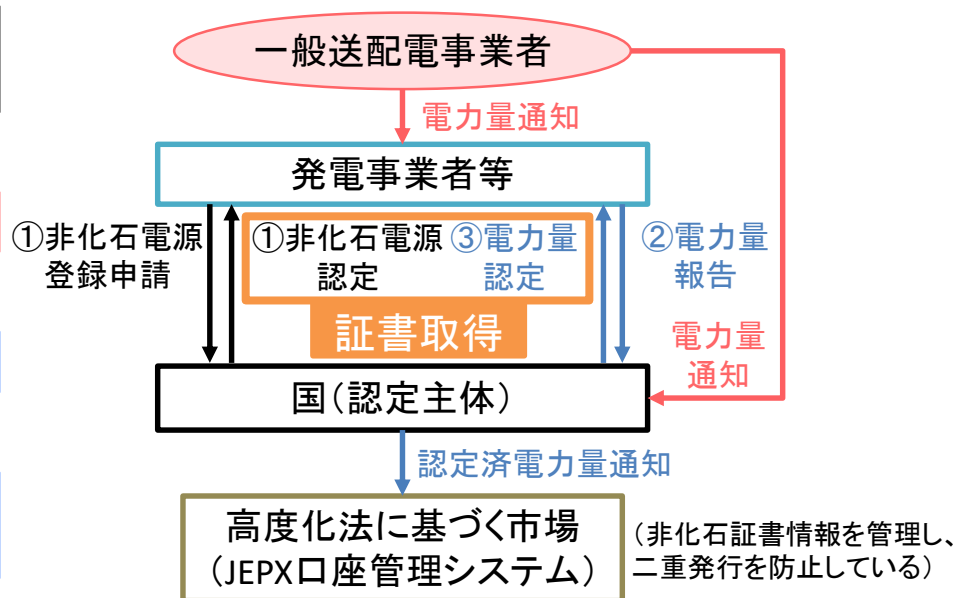 一般送配電事業者
電力量通知
発電事業者等
①非化石電源
登録申請
①非化石電源
認定
③電力量
認定
②電力量
報告
証書取得
電力量
通知
国(認定主体)
認定済電力量通知
高度化法に基づく市場
(JEPX口座管理システム)
(非化石証書情報を管理し、
二重発行を防止している)